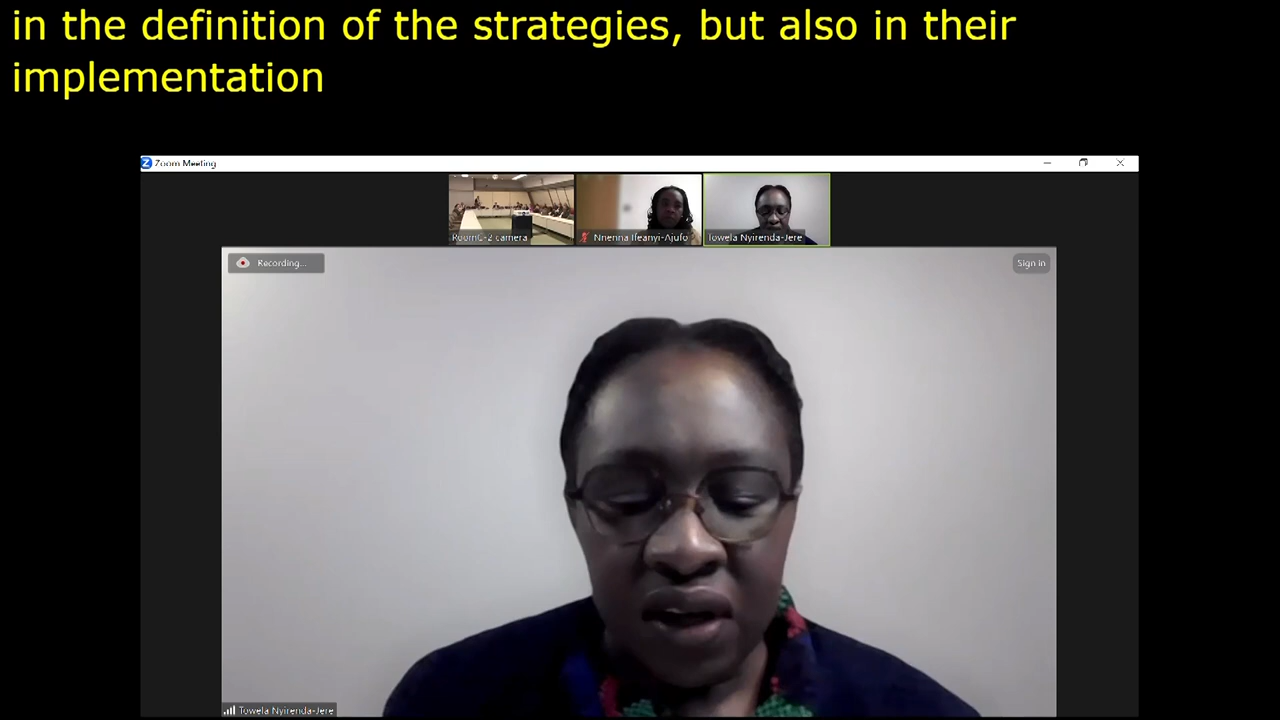 in the definition of the strategies, but also in their
implementation
Zoom Meeting
RoomC-2 camera
Nnenna Ifeanyi-Ajufo
Towela Nyirenda-Jere
Recording...
Sign in
Towela Nyirenda-Jere